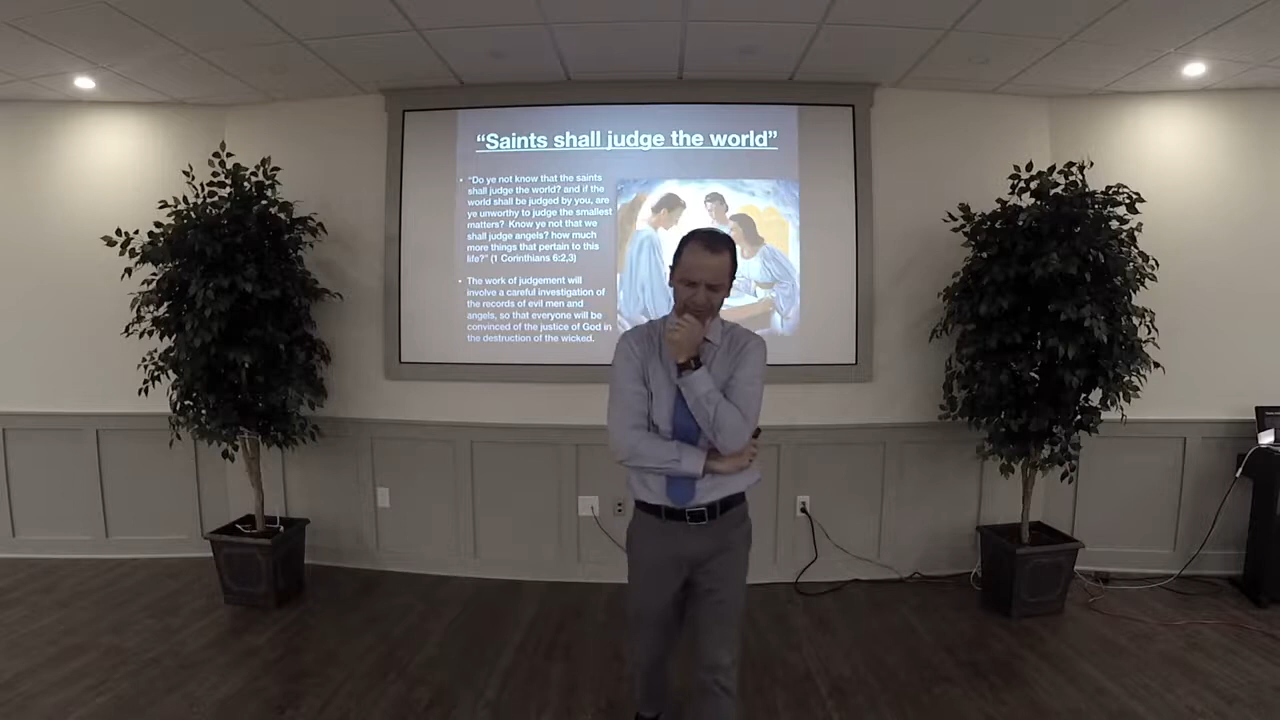 “Saints shall judge the world”
• “Do ye not know that the saints
shall judge the world? and if the
world shall be judged by you, are
ye unworthy to judge the smallest
matters? Know ye not that we
shall judge angels? how much
more things that pertain to this
life?” (1 Corinthians 6:2,3)
• The work of judgement will
involve a careful investigation of
the records of evil men and
angels, so that everyone will be
convinced of the justice of God in
the destruction of the wicked.